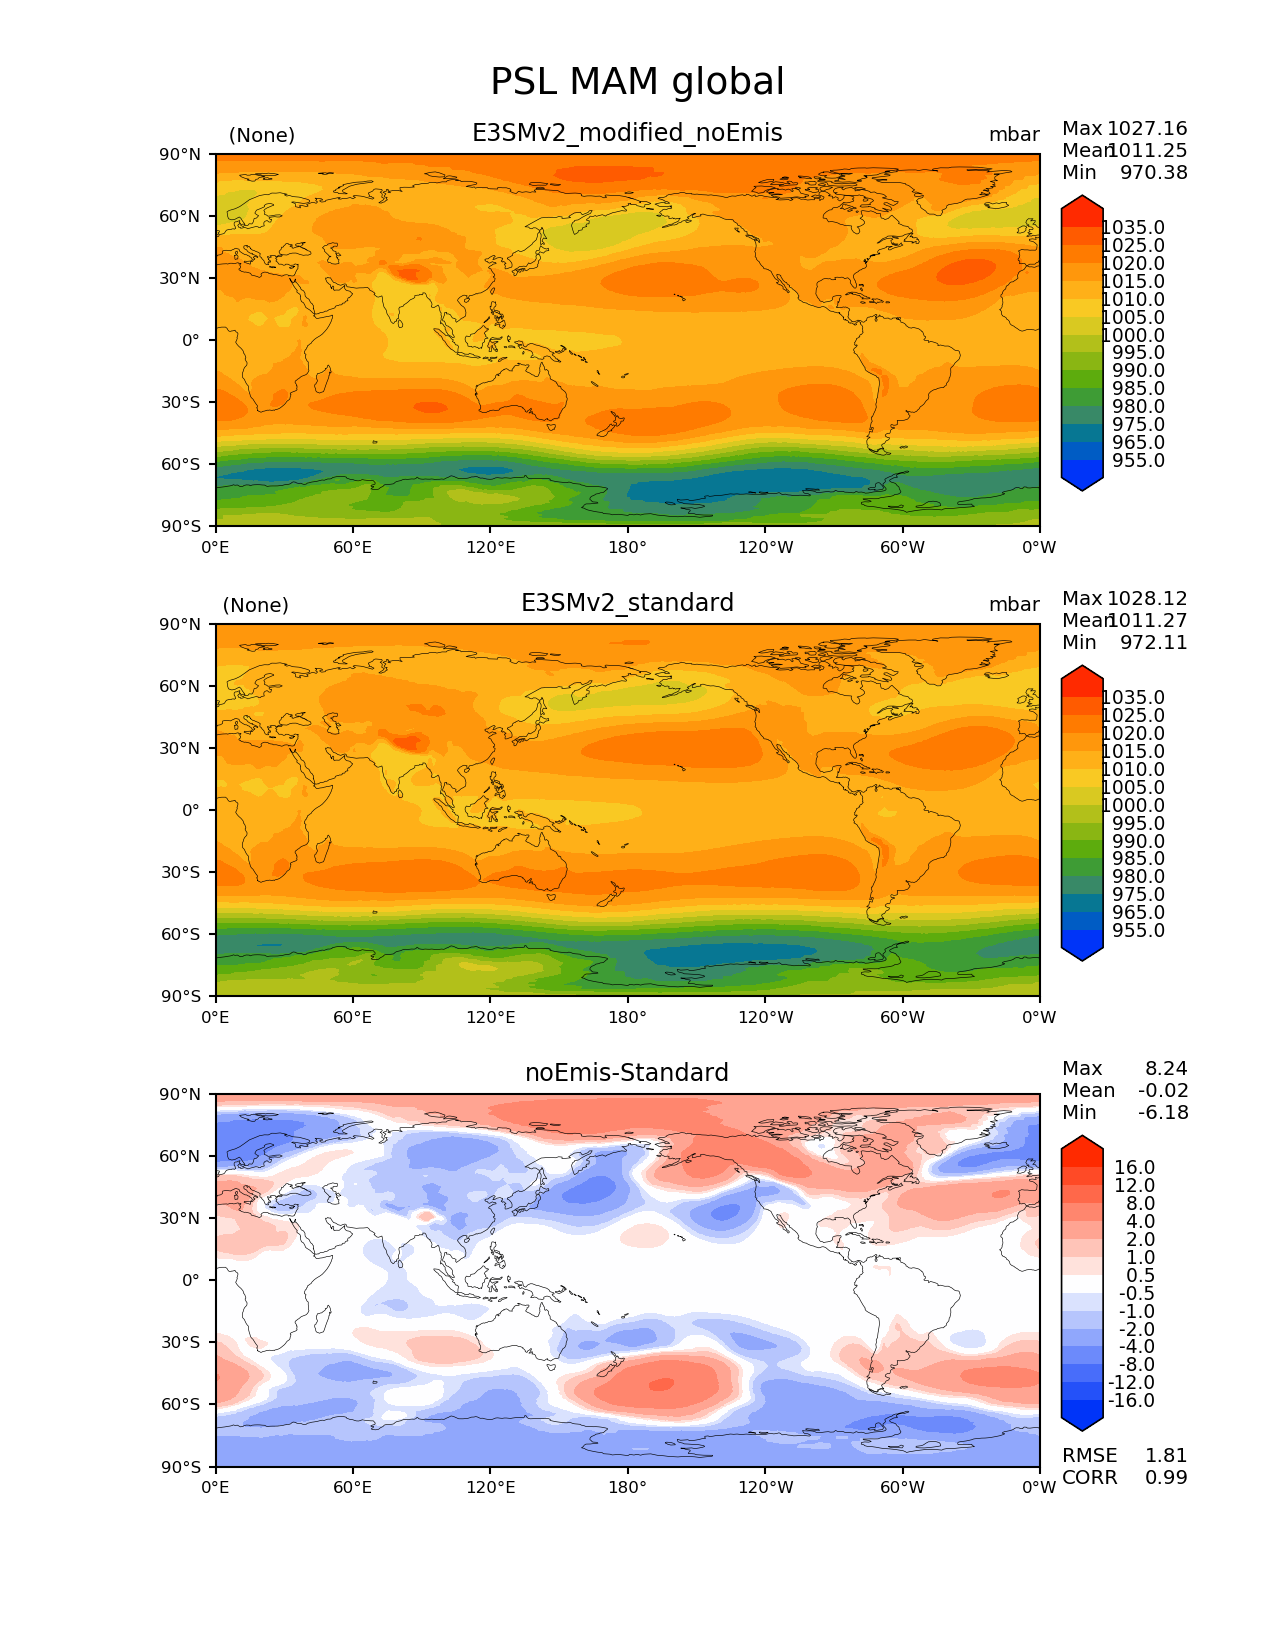 PSL MAM global
(None) E3SMv2_modified_noEmis mbar
Max 1027.16
Mean 1011.25
Min 970.38
90°N
60°N
30°N
0°
30°S
60°S
90°S
0°E 60°E 120°E 180° 120°W 60°W 0°W
1035.0
1025.0
1020.0
1015.0
1010.0
1005.0
1000.0
995.0
990.0
985.0
980.0
975.0
965.0
955.0
(None) E3SMv2_standard mbar
Max 1028.12
Mean 1011.27
Min 972.11
90°N
60°N
30°N
0°
30°S
60°S
90°S
0°E 60°E 120°E 180° 120°W 60°W 0°W
1035.0
1025.0
1020.0
1015.0
1010.0
1005.0
1000.0
995.0
990.0
985.0
980.0
975.0
965.0
955.0
noEmis-Standard
Max 8.24
Mean -0.02
Min -6.18
90°N
60°N
30°N
0°
30°S
60°S
90°S
0°E 60°E 120°E 180° 120°W 60°W 0°W
16.0
12.0
8.0
4.0
2.0
1.0
0.5
-0.5
-1.0
-2.0
-4.0
-8.0
-12.0
-16.0
RMSE 1.81
CORR 0.99